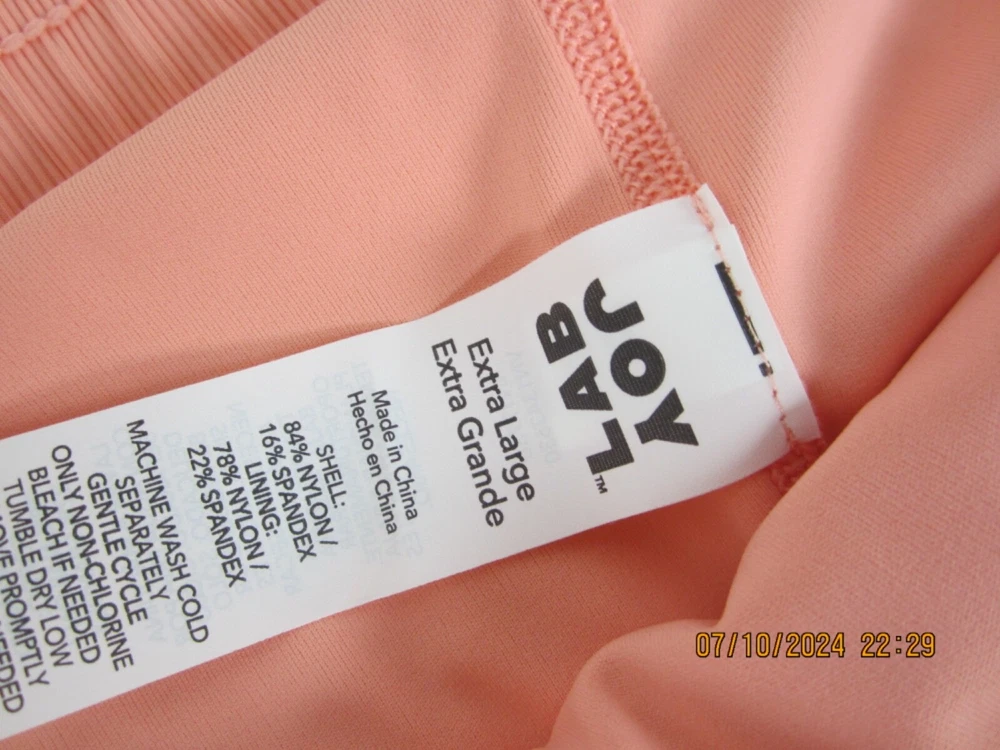 JOY
LAB™
Extra Large
Extra Grande
Made in China
Hecho en China
SHELL:
84% NYLON /
16% SPANDEX
LINING:
78% NYLON /
22% SPANDEX
MACHINE WASH COLD
SEPARATELY
GENTLE CYCLE
ONLY NON-CHLORINE
BLEACH IF NEEDED
TUMBLE DRY LOW
PROMPTLY
07/10/2024 22:29